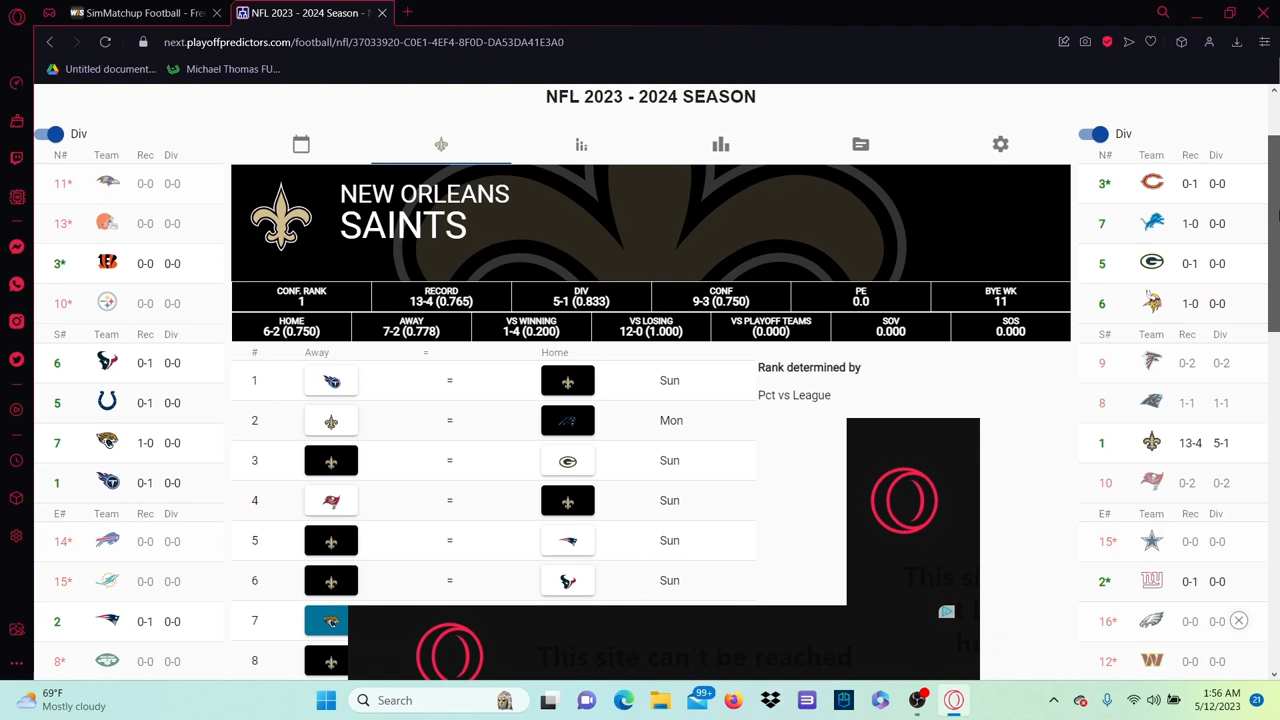 SimMatchup Football - Fre
NFL 2023 - 2024 Season - D
next.playoffpredictors.com/football/nfl/37033920-C0E1-4EF4-8F0D-DA53DA41E3A0
Untitled document...
Michael Thomas FU...
NFL 2023 - 2024 SEASON
Div
N# Team Rec Div
11* 0-0 0-0
13* 0-0 0-0
3* 0-0 0-0
10* 0-0 0-0
S# Team Rec Div
6 0-1 0-0
5 0-1 0-0
7 1-0 0-0
1 0-1 0-0
E# Team Rec Div
14* 0-0 0-0
15* 0-0 0-0
2 0-1 0-0
8* 0-0 0-0
NEW ORLEANS
SAINTS
CONF. RANK RECORD DIV CONF PE BYE WK
1 13-4 (0.765) 5-1 (0.833) 9-3 (0.750) 0.0 11
HOME AWAY VS WINNING VS LOSING VS PLAYOFF TEAMS SOV SOS
6-2 (0.750) 7-2 (0.778) 1-4 (0.200) 12-0 (1.000) (0.000) 0.000 0.000
# Away = Home
1 = Sun
2 = Mon
3 = Sun
4 = Sun
5 = Sun
6 = Sun
7
8
Rank determined by
Pct vs League
This si
h
This site can't be reached
Div
N# Team Rec Div
3* 0-1 0-0
7 1-0 0-0
5 0-1 0-0
6 1-0 0-0
S# Team Rec Div
9 0-2 0-2
8 1-1 1-1
1 13-4 5-1
10 0-2 0-2
E# Team Rec Div
15* 0-0 0-0
2* 0-1 0-0
16* 0-0 0-0
12* 0-0 0-0
69°F
Mostly cloudy
Search
99+
1:56 AM
5/12/2023
21